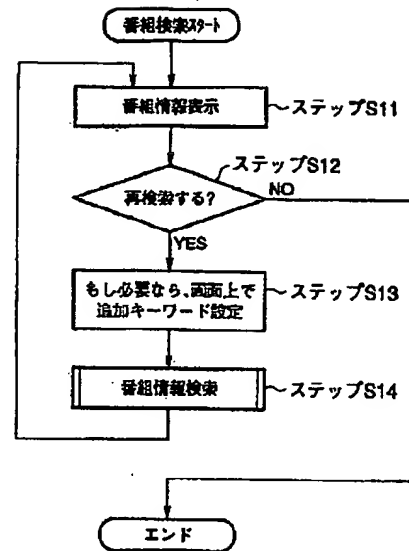 番組検索スタート
番組情報表示
ステップS11
ステップS12
再検索する?
NO
YES
もし必要なら、画面上で
追加キーワード設定
ステップS13
番組情報検索
ステップS14
エンド